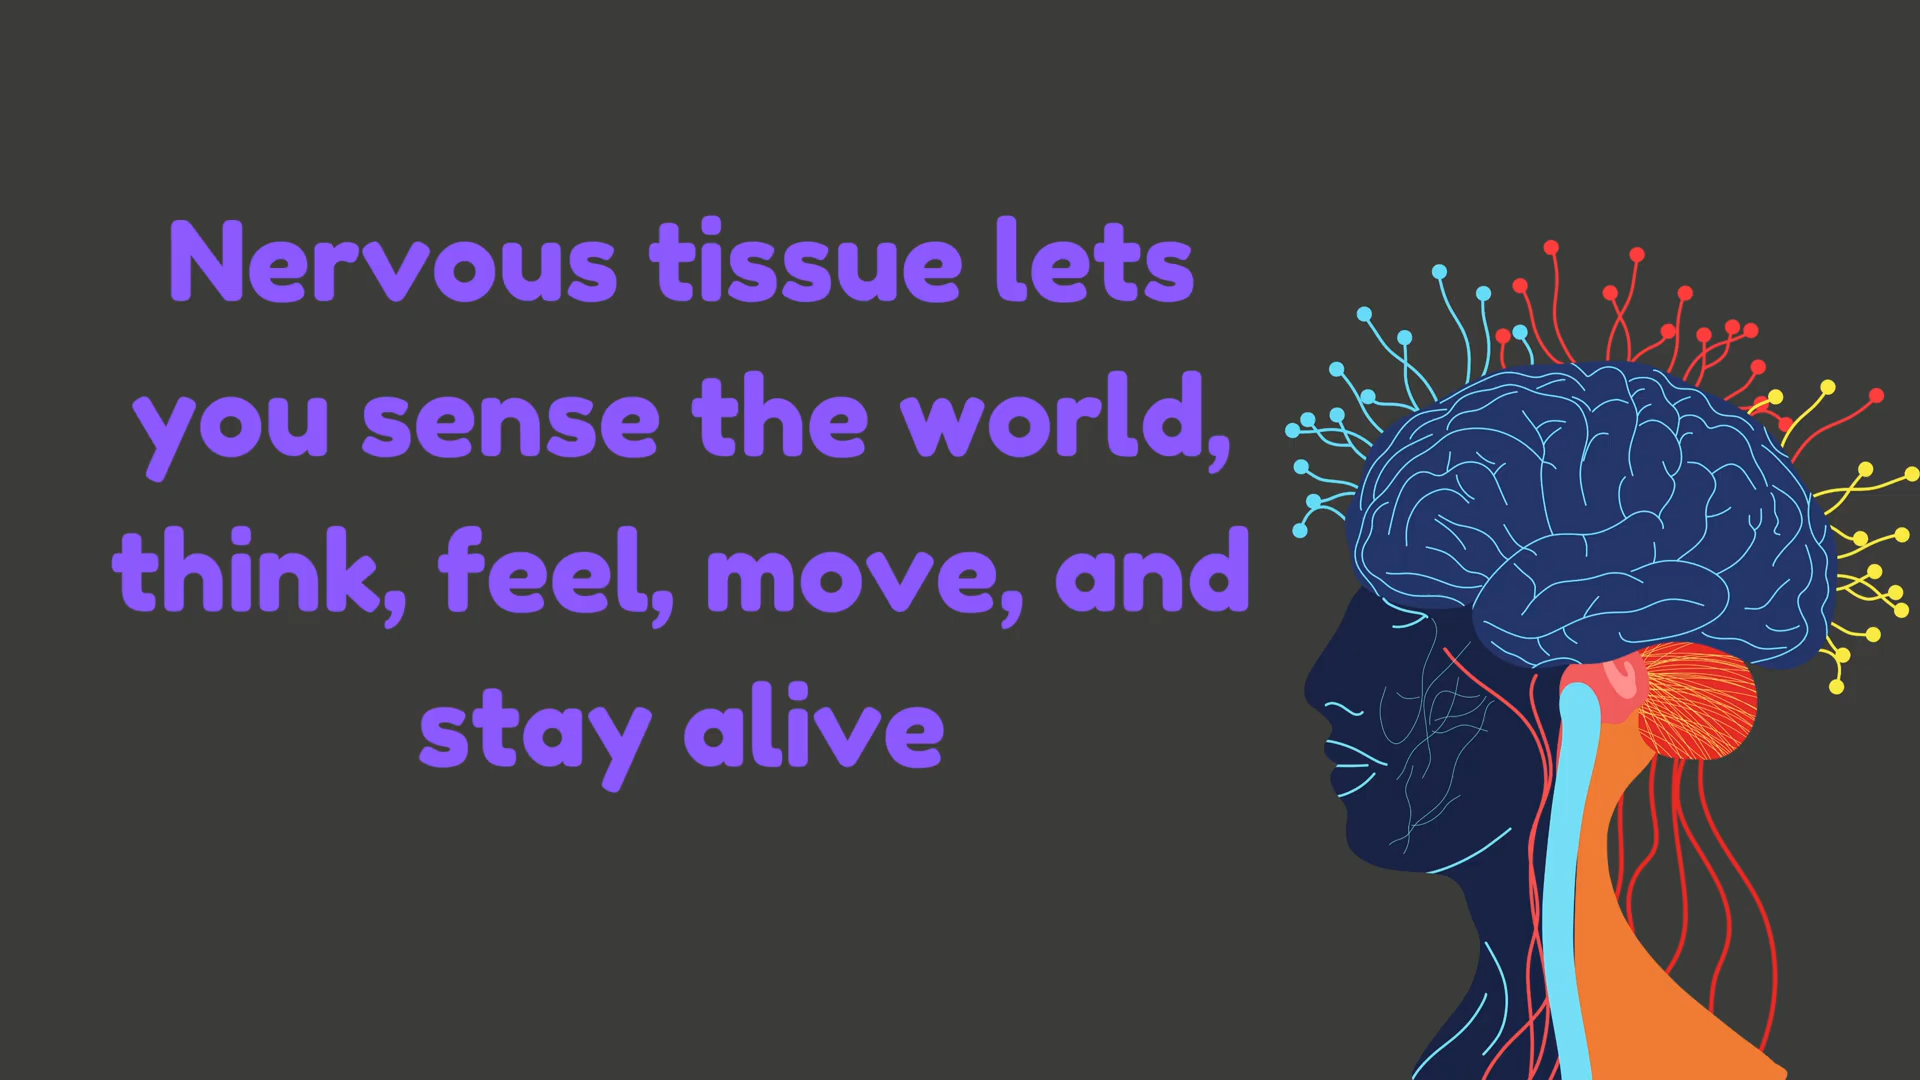 Nervous tissue lets
you sense the world,
think, feel, move, and
stay alive